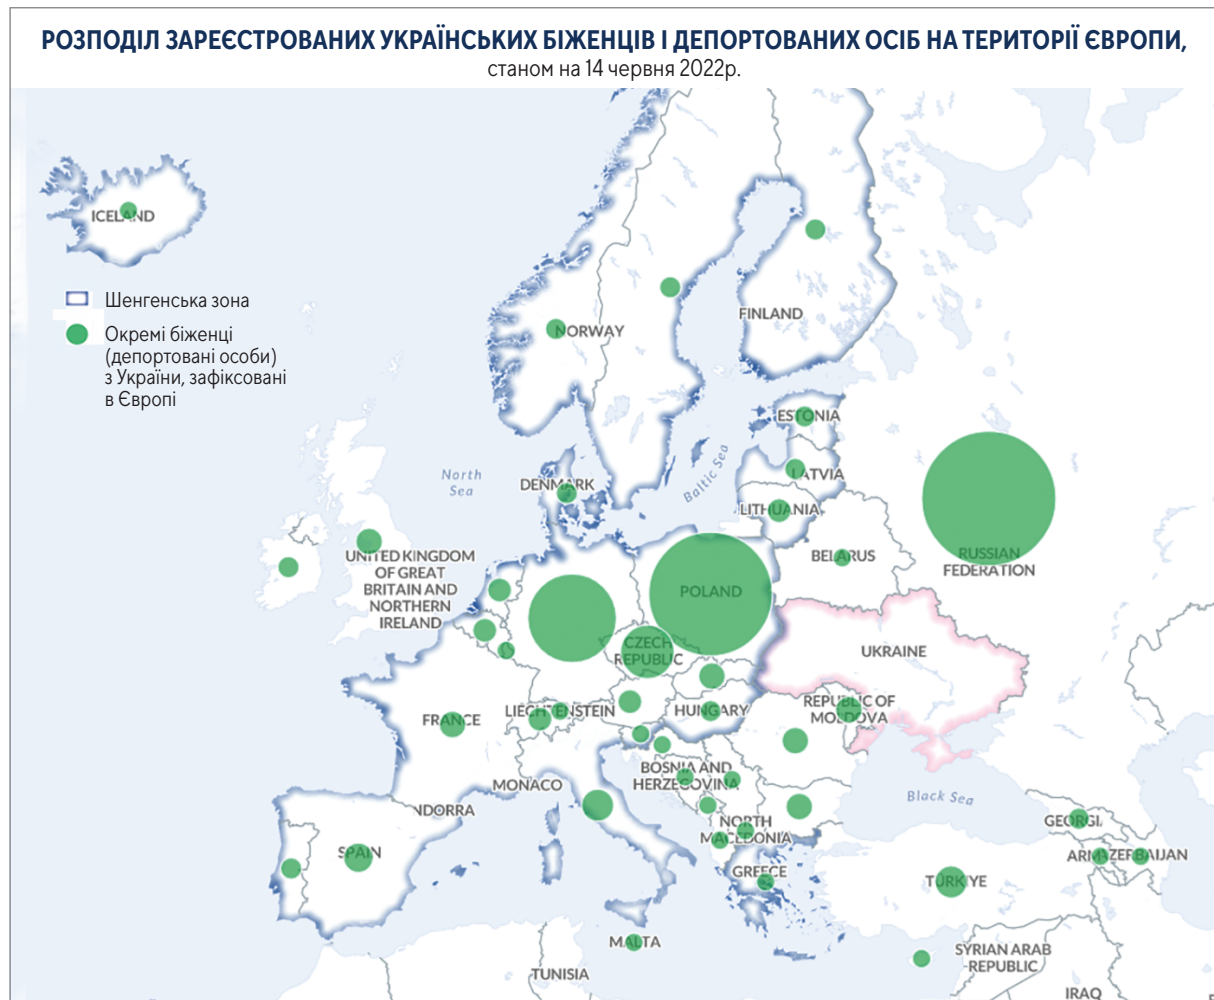 РОЗПОДІЛ ЗАРЕЄСТРОВАНИХ УКРАЇНСЬКИХ БІЖЕНЦІВ І ДЕПОРТОВАНИХ ОСІБ НА ТЕРИТОРІЇ ЄВРОПИ,
станом на 14 червня 2022р.
ICELAND
Шенгенська зона
Окремі біженці
(депортовані особи)
з України, зафіксовані
в Європі
FINLAND
NORWAY
ESTONIA
North
Sea
Baltic Sea
LATVIA
DENMARK
LITHUANIA
UNITED KINGDOM
OF GREAT
BRITAIN AND
NORTHERN
IRELAND
BELARUS
RUSSIAN
FEDERATION
POLAND
CZECH
REPUBLIC
UKRAINE
FRANCE
LIECHTENSTEIN
HUNGARY
REPUBLIC OF
MOLDOVA
MONACO
BOSNIA AND
HERZEGOVINA
Black Sea
NDORRA
NORTH
MACEDONIA
GEORGI
SPAIN
GREECE
TÜRKIYE
ARM
AZERBAIJAN
MALTA
TUNISIA
SYRIAN ARAB
REPUBLIC
IRAQ